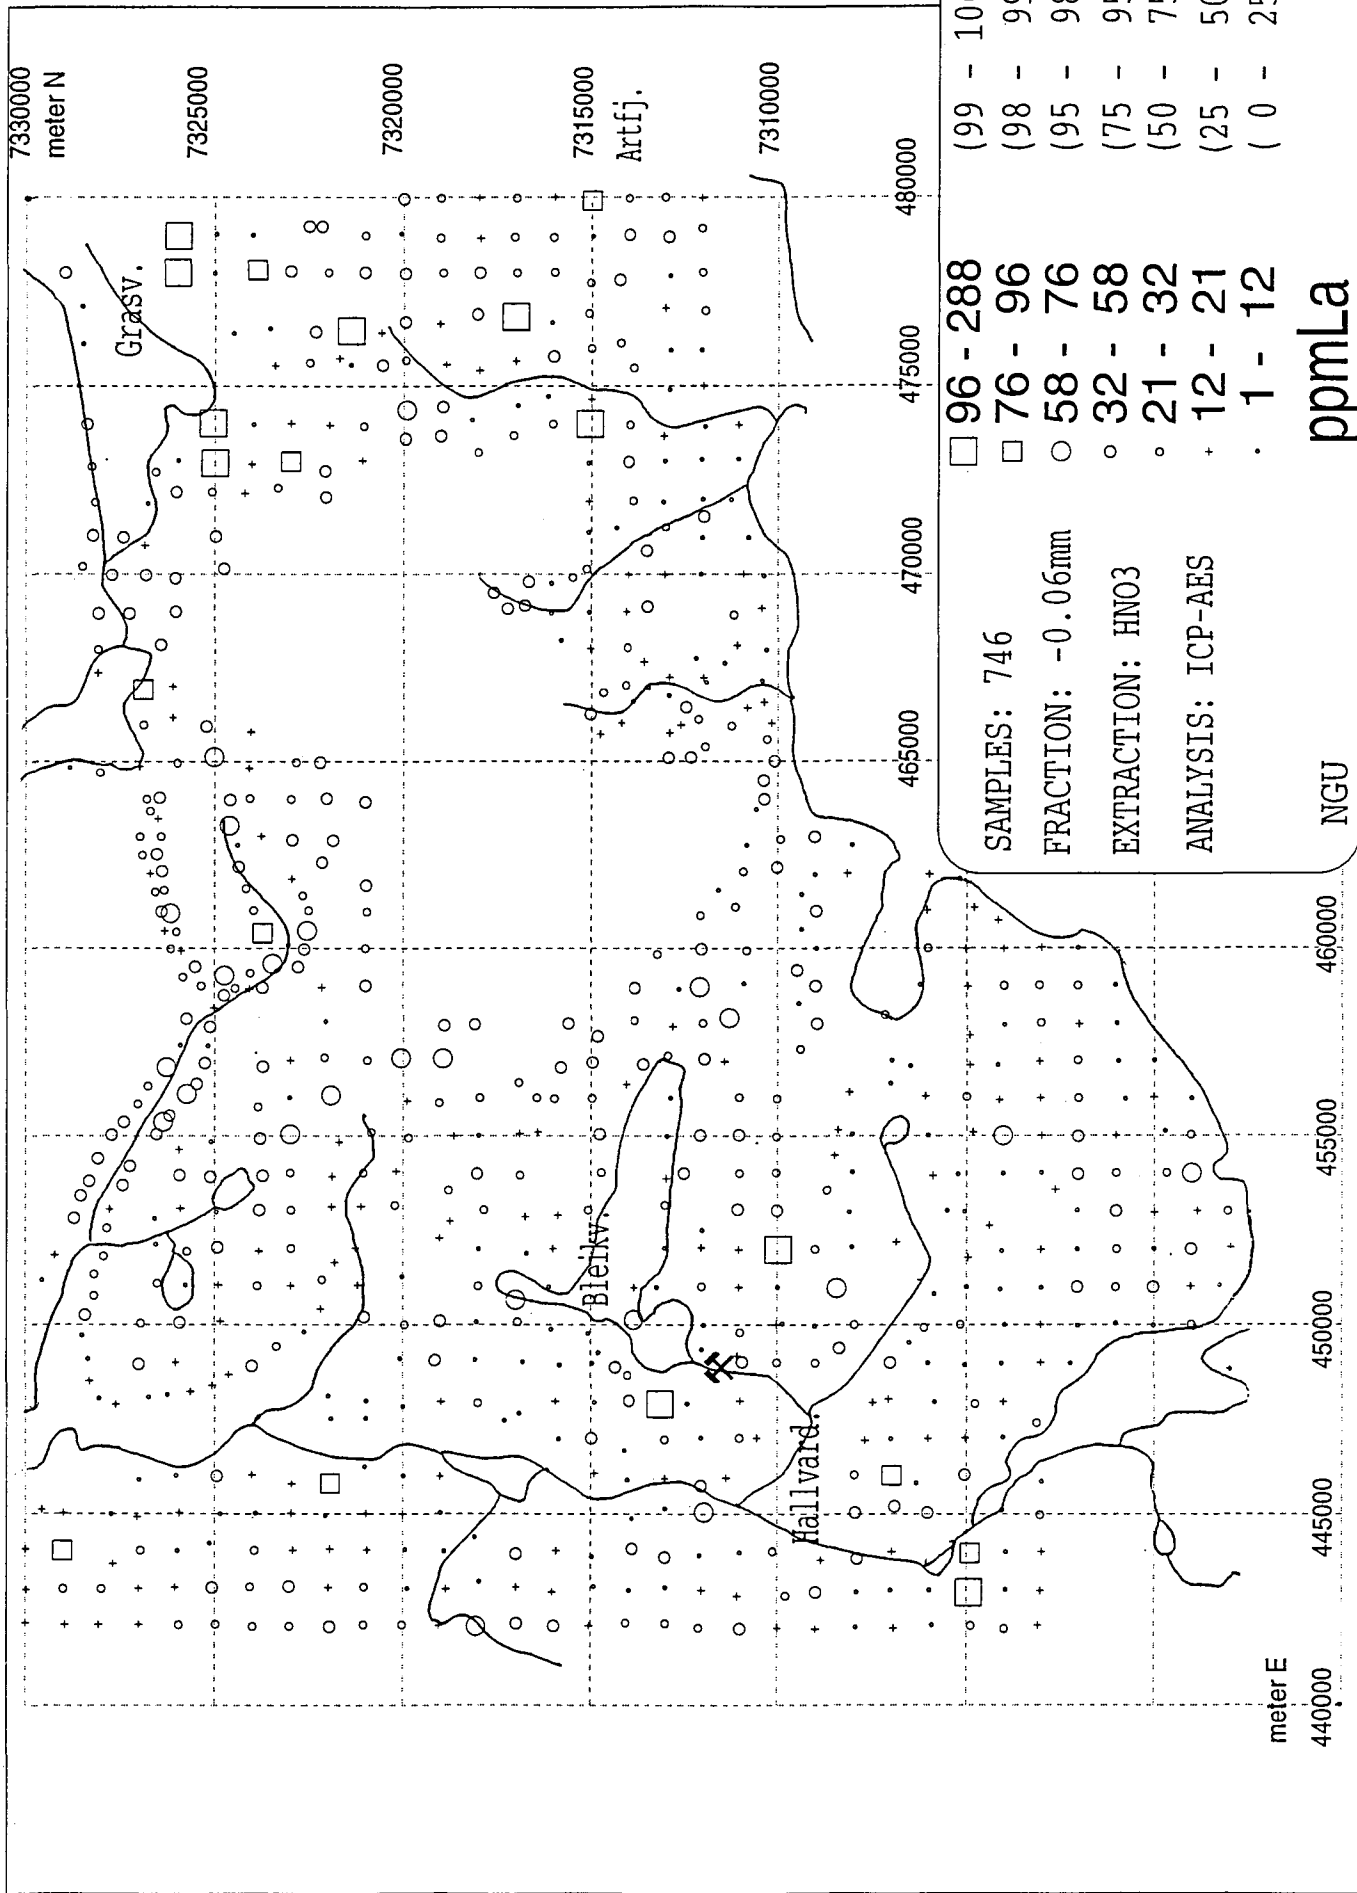 7330000
meter N
7325000
7320000
7315000
7310000
Grasv.
Artfj.
Bleikv.
Hallvard.
480000
475000
470000
465000
460000
455000
450000
445000
440000
meter E
SAMPLES: 746
FRACTION: -0.06mm
EXTRACTION: HNO3
ANALYSIS: ICP-AES
NGU
96 - 288 (99 -
76 - 96 (98 -
58 - 76 (95 -
32 - 58 (75 -
21 - 32 (50 -
12 - 21 (25 -
1 - 12 ( 0 -
ppmLa